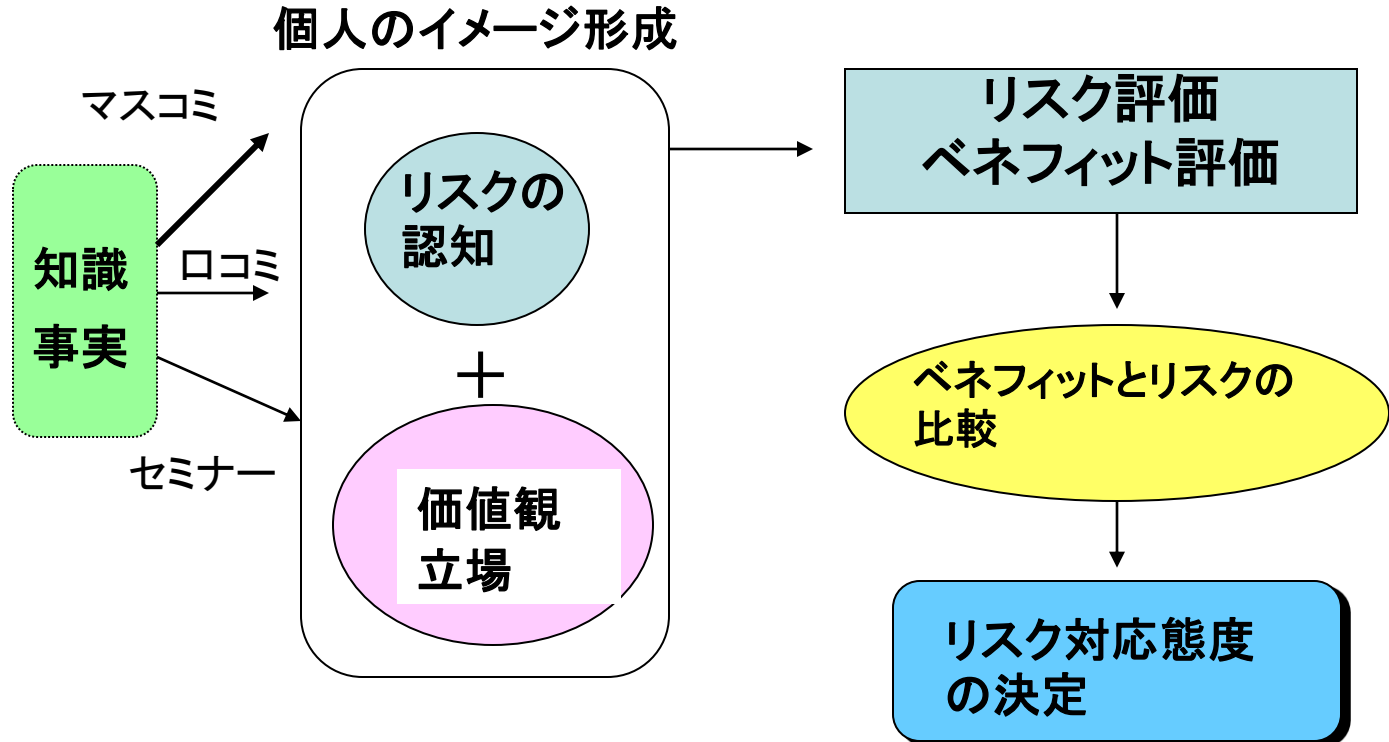 個人のイメージ形成
マスコミ
口コミ
セミナー
知識
事実
リスクの
認知
＋
価値観
立場
リスク評価
ベネフィット評価
ベネフィットとリスクの
比較
リスク対応態度
の決定